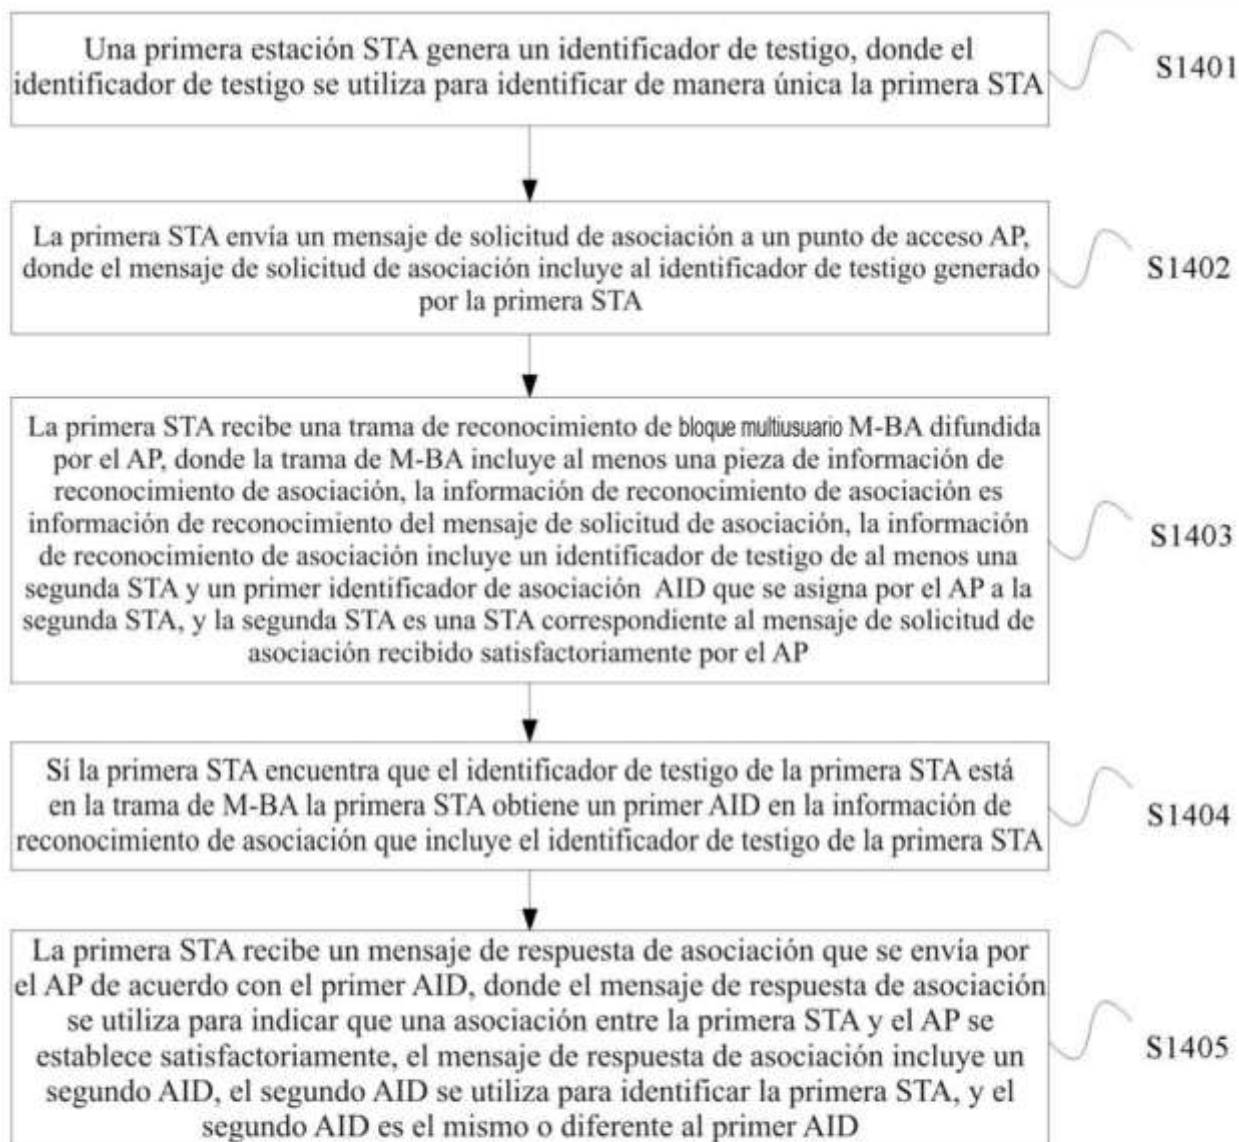 Una primera estación STA genera un identificador de testigo, donde el
identificador de testigo se utiliza para identificar de manera única la primera STA
S1401
La primera STA envía un mensaje de solicitud de asociación a un punto de acceso AP,
donde el mensaje de solicitud de asociación incluye al identificador de testigo generado
por la primera STA
S1402
La primera STA recibe una trama de reconocimiento de bloque multiusuario M-BA difundida
por el AP, donde la trama de M-BA incluye al menos una pieza de información de
reconocimiento de asociación, la información de reconocimiento de asociación es
información de reconocimiento del mensaje de solicitud de asociación, la información
de reconocimiento de asociación incluye un identificador de testigo de al menos una
segunda STA y un primer identificador de asociación AID que se asigna por el AP a la
segunda STA, y la segunda STA es una STA correspondiente al mensaje de solicitud de
asociación recibido satisfactoriamente por el AP
S1403
Sí la primera STA encuentra que el identificador de testigo de la primera STA está
en la trama de M-BA la primera STA obtiene un primer AID en la información de
reconocimiento de asociación que incluye el identificador de testigo de la primera STA
S1404
La primera STA recibe un mensaje de respuesta de asociación que se envía por
el AP de acuerdo con el primer AID, donde el mensaje de respuesta de asociación
se utiliza para indicar que una asociación entre la primera STA y el AP se
establece satisfactoriamente, el mensaje de respuesta de asociación incluye un
segundo AID, el segundo AID se utiliza para identificar la primera STA, y el
segundo AID es el mismo o diferente al primer AID
S1405